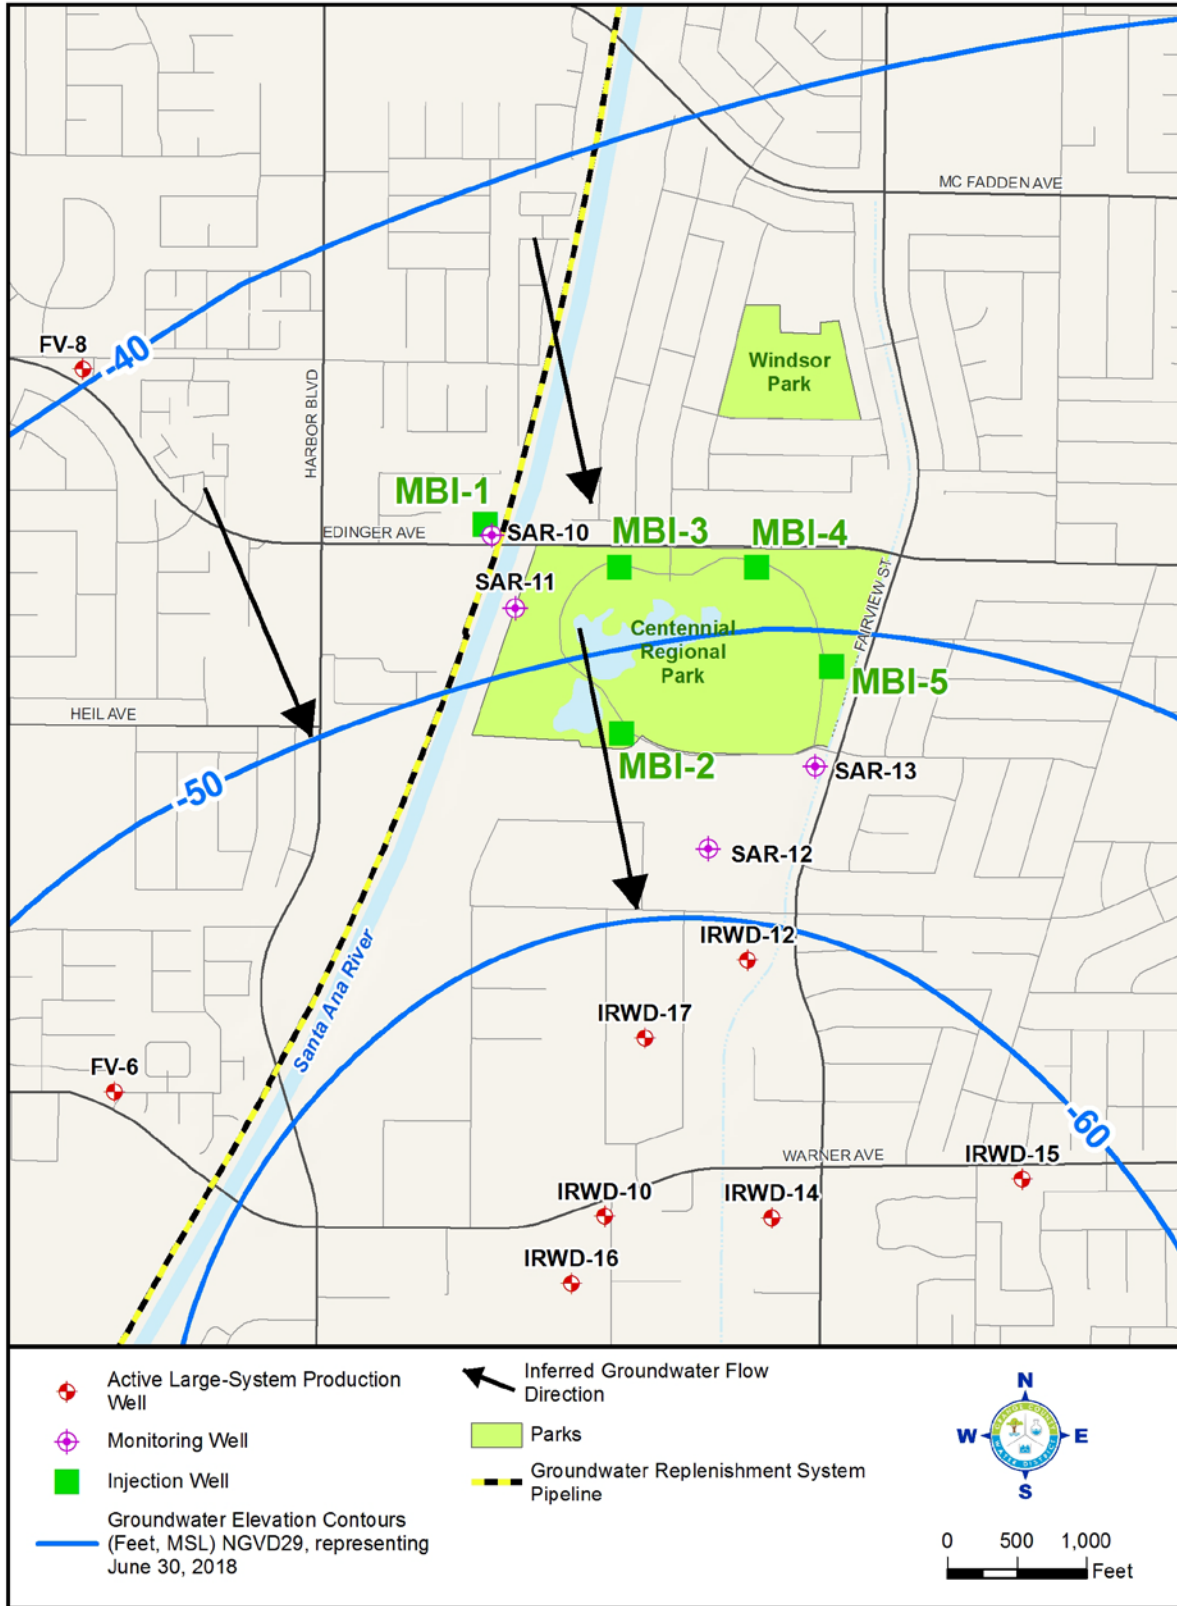 MC FADDEN AVE
FV-8
-40
HARBOR BLVD
Windsor
Park
MBI-1
EDINGER AVE
SAR-10
MBI-3
MBI-4
SAR-11
Centennial
Regional
Park
FAIRVIEW ST
MBI-5
HEIL AVE
-50
MBI-2
SAR-13
SAR-12
IRWD-12
Santa Ana River
IRWD-17
FV-6
-60
WARNER AVE
IRWD-15
IRWD-10
IRWD-14
IRWD-16
Active Large-System Production
Well
Monitoring Well
Injection Well
Groundwater Elevation Contours
(Feet, MSL) NGVD29, representing
June 30, 2018
Inferred Groundwater Flow
Direction
Parks
Groundwater Replenishment System
Pipeline
N
W
E
S
ORANGE COUNTY
WATER DISTRICT
0 500 1,000
Feet